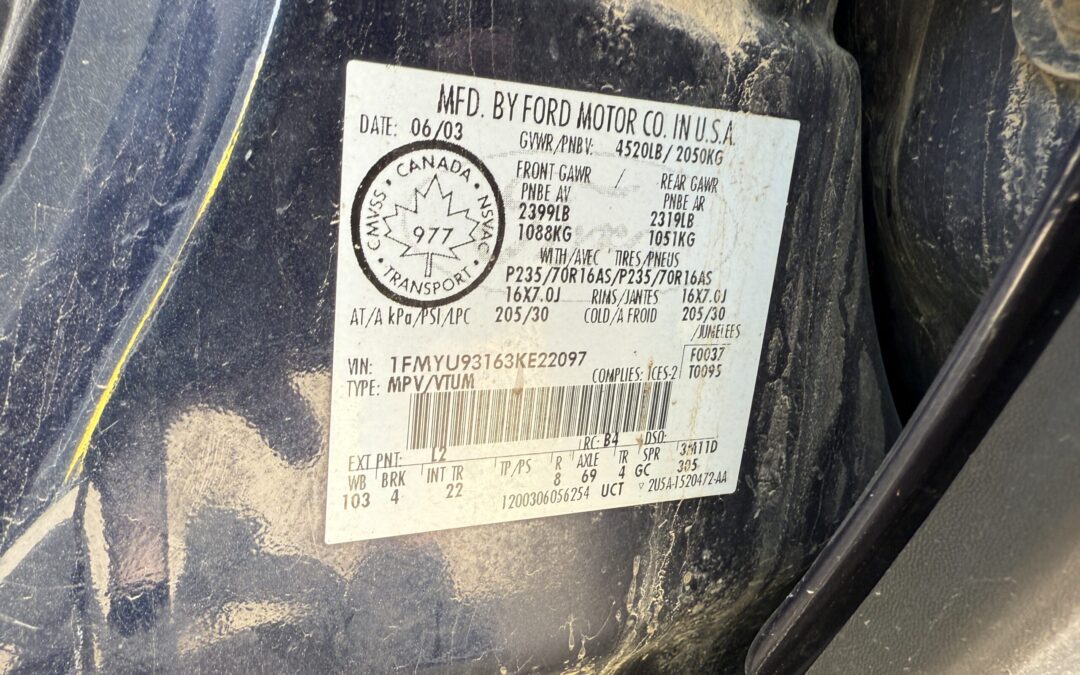 MFD. BY FORD MOTOR CO. IN U.S.A.
DATE: 06/03
GVWR/PNBV: 4520LB/2050KG
FRONT GAWR / REAR GAWR
PNBE AV PNBE AR
2399LB 2319LB
1088KG 1051KG
WITH/AVEC TIRES/PNEUS
P235/70R16AS/P235/70R16AS
16X7.0J RIMS/JANTES 16X7.0J
AT/A kPa/PSI/LPC 205/30 COLD/A FROID 205/30
/JUMELEES
CANADA
CMVSS NSVAC
977
TRANSPORT
VIN: 1FMYU93163KE22097
F0037
TYPE: MPV/VTUM COMPLIES: ICES-2 T0095
EXT PNT: L2 RC: B4 DSO:
WB BRK INT TR TP/PS R AXLE TR SPR 3M11D
103 4 22 8 69 4 GC 305
1200306056254 UCT 2U5A-1520472-AA